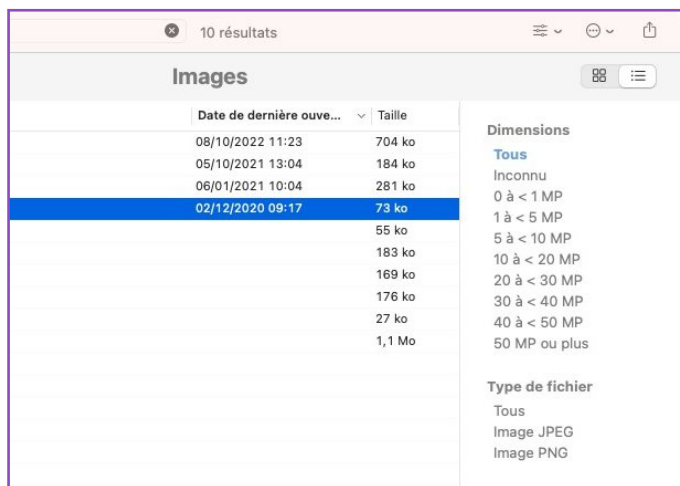 10 résultats
Images
Date de dernière ouve... Taille
08/10/2022 11:23 704 ko
05/10/2021 13:04 184 ko
06/01/2021 10:04 281 ko
02/12/2020 09:17 73 ko
55 ko
183 ko
169 ko
176 ko
27 ko
1,1 Mo
Dimensions
Tous
Inconnu
0 à < 1 MP
1 à < 5 MP
5 à < 10 MP
10 à < 20 MP
20 à < 30 MP
30 à < 40 MP
40 à < 50 MP
50 MP ou plus
Type de fichier
Tous
Image JPEG
Image PNG